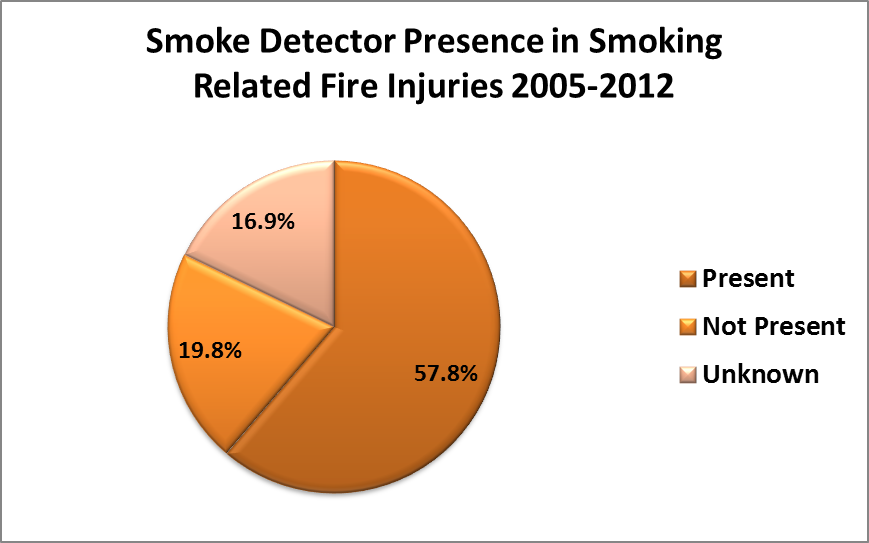 Smoke Detector Presence in Smoking
Related Fire Injuries 2005-2012
16.9%
19.8%
57.8%
Present
Not Present
Unknown